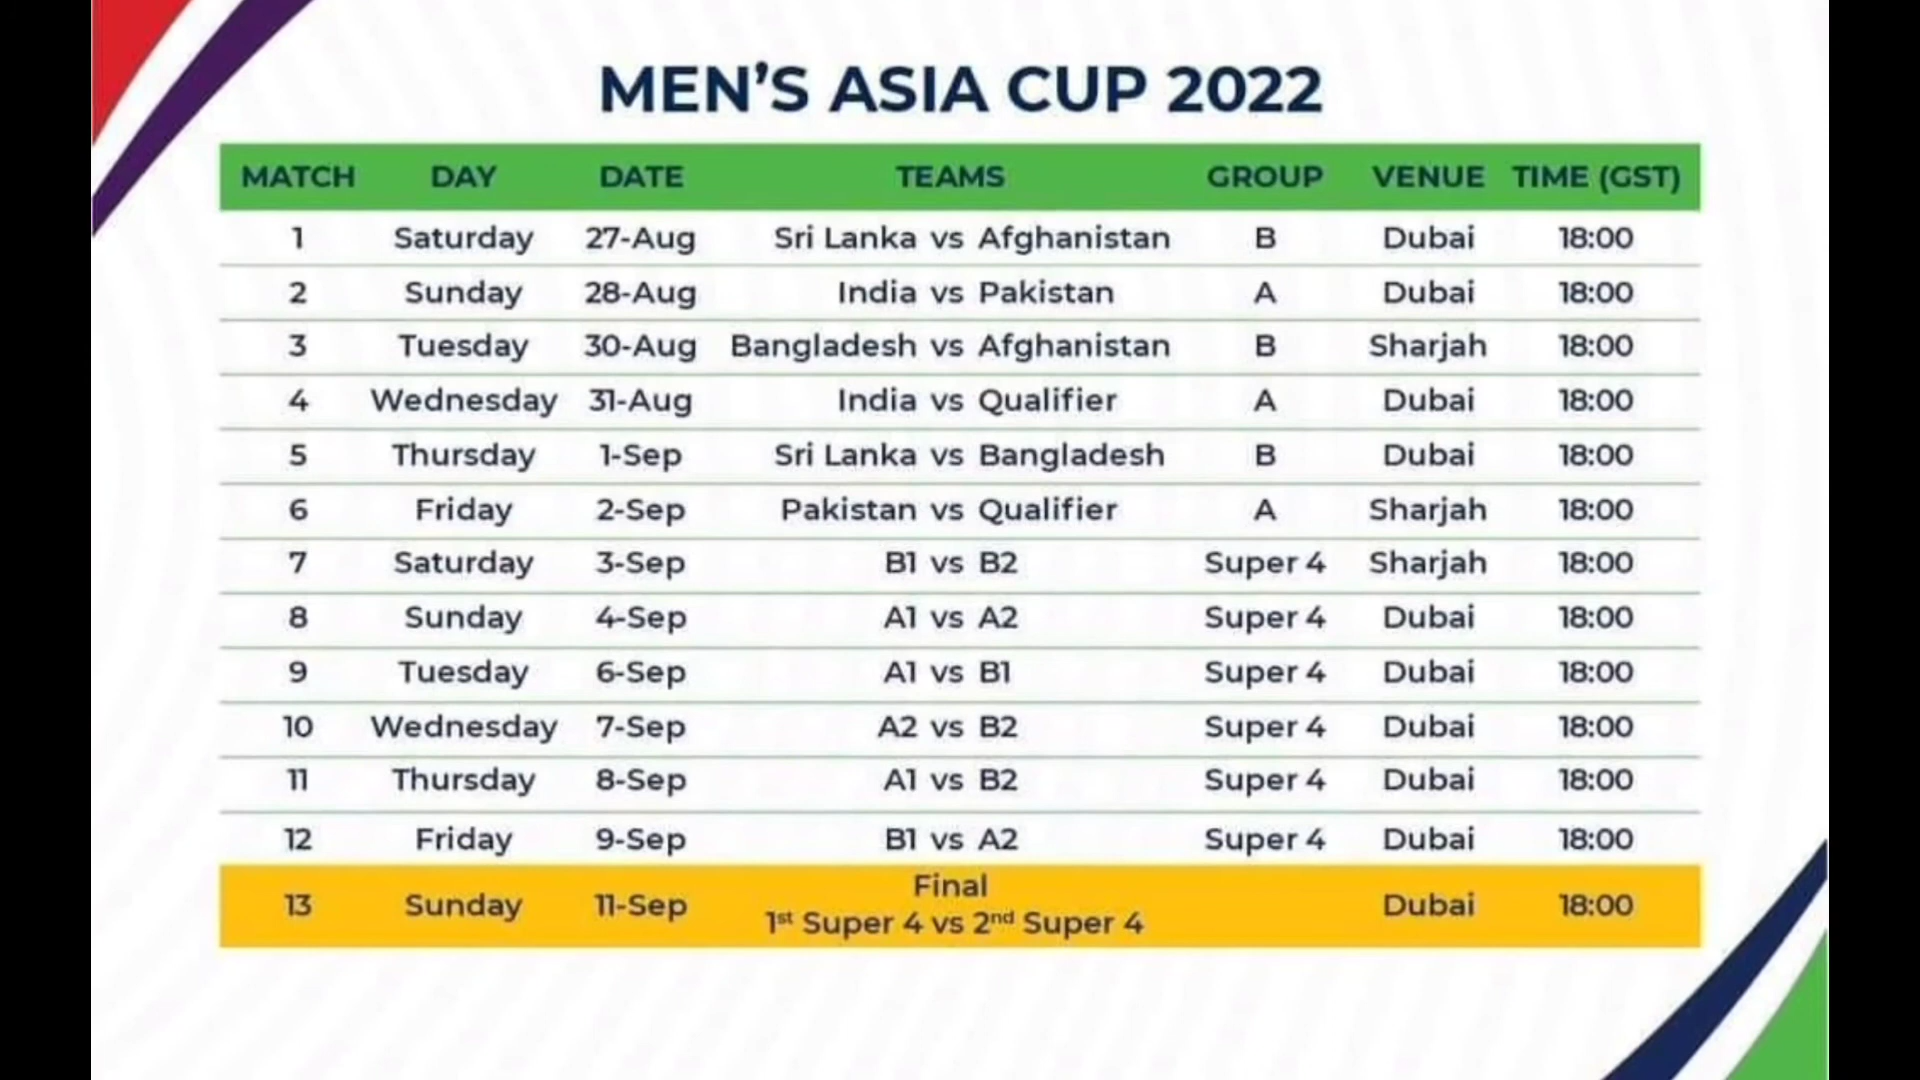 MEN'S ASIA CUP 2022
MATCH DAY DATE TEAMS GROUP VENUE TIME (GST)
1 Saturday 27-Aug Sri Lanka vs Afghanistan B Dubai 18:00
2 Sunday 28-Aug India vs Pakistan A Dubai 18:00
3 Tuesday 30-Aug Bangladesh vs Afghanistan B Sharjah 18:00
4 Wednesday 31-Aug India vs Qualifier A Dubai 18:00
5 Thursday 1-Sep Sri Lanka vs Bangladesh B Dubai 18:00
6 Friday 2-Sep Pakistan vs Qualifier A Sharjah 18:00
7 Saturday 3-Sep B1 vs B2 Super 4 Sharjah 18:00
8 Sunday 4-Sep A1 vs A2 Super 4 Dubai 18:00
9 Tuesday 6-Sep A1 vs B1 Super 4 Dubai 18:00
10 Wednesday 7-Sep A2 vs B2 Super 4 Dubai 18:00
11 Thursday 8-Sep A1 vs B2 Super 4 Dubai 18:00
12 Friday 9-Sep B1 vs A2 Super 4 Dubai 18:00
Final
13 Sunday 11-Sep 1st Super 4 vs 2nd Super 4 Dubai 18:00